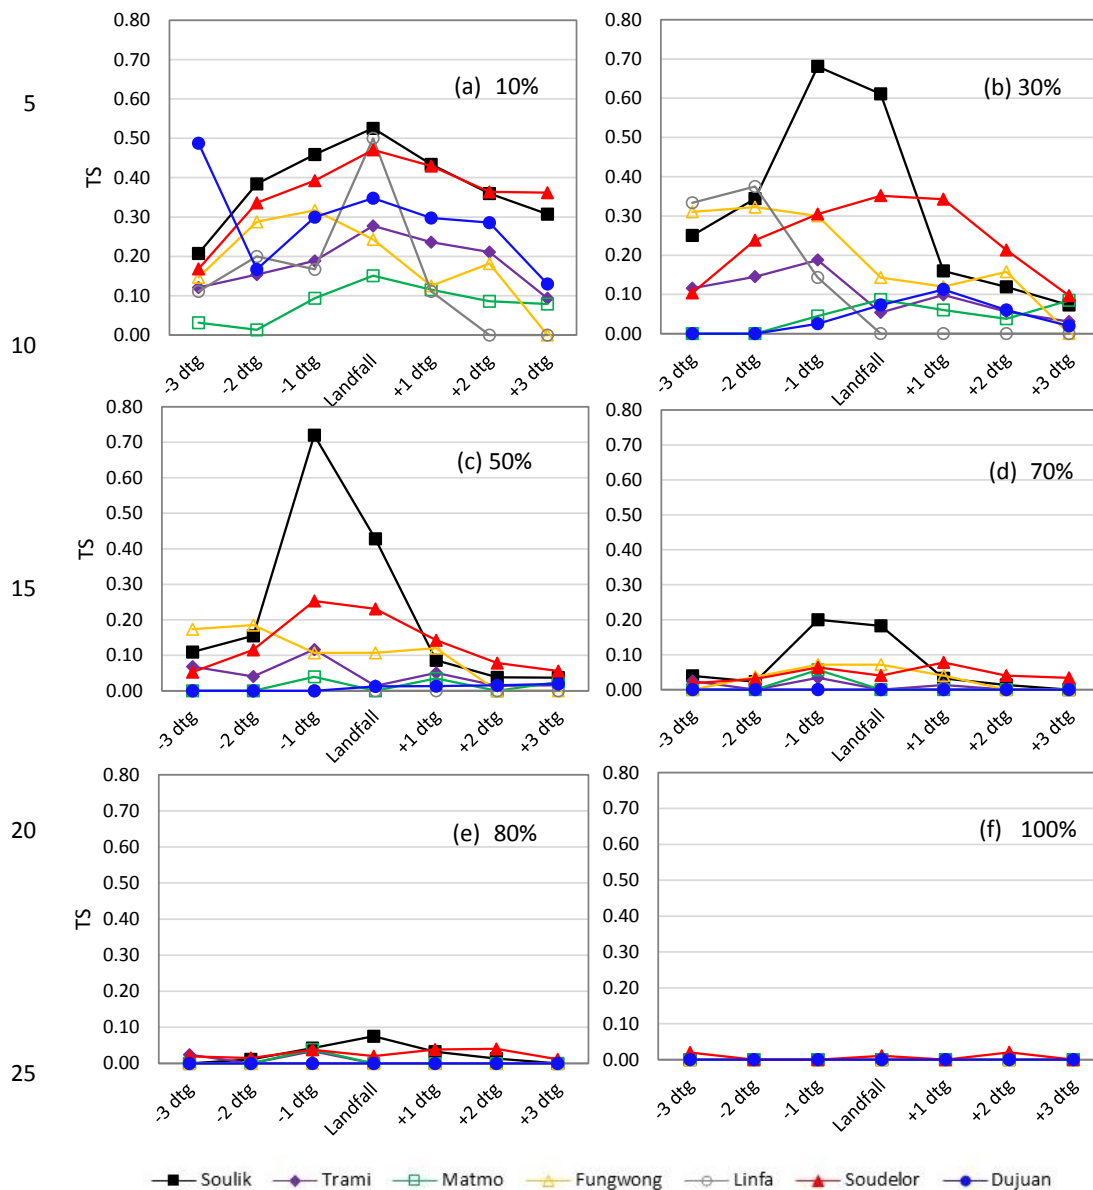 0.80
0.70
0.60
0.50
0.40
0.30
0.20
0.10
0.00
TS
(a) 10%
-3 dtg
-2 dtg
-1 dtg
Landfall
+1 dtg
+2 dtg
+3 dtg
0.80
0.70
0.60
0.50
0.40
0.30
0.20
0.10
0.00
(b) 30%
-3 dtg
-2 dtg
-1 dtg
Landfall
+1 dtg
+2 dtg
+3 dtg
5
10
0.80
0.70
0.60
0.50
0.40
0.30
0.20
0.10
0.00
TS
(c) 50%
-3 dtg
-2 dtg
-1 dtg
Landfall
+1 dtg
+2 dtg
+3 dtg
0.80
0.70
0.60
0.50
0.40
0.30
0.20
0.10
0.00
(d) 70%
-3 dtg
-2 dtg
-1 dtg
Landfall
+1 dtg
+2 dtg
+3 dtg
15
20
0.80
0.70
0.60
0.50
0.40
0.30
0.20
0.10
0.00
TS
(e) 80%
-3 dtg
-2 dtg
-1 dtg
Landfall
+1 dtg
+2 dtg
+3 dtg
0.80
0.70
0.60
0.50
0.40
0.30
0.20
0.10
0.00
(f) 100%
-3 dtg
-2 dtg
-1 dtg
Landfall
+1 dtg
+2 dtg
+3 dtg
25
Soulik Trami Matmo Fungwong Linfa Soudelor Dujuan